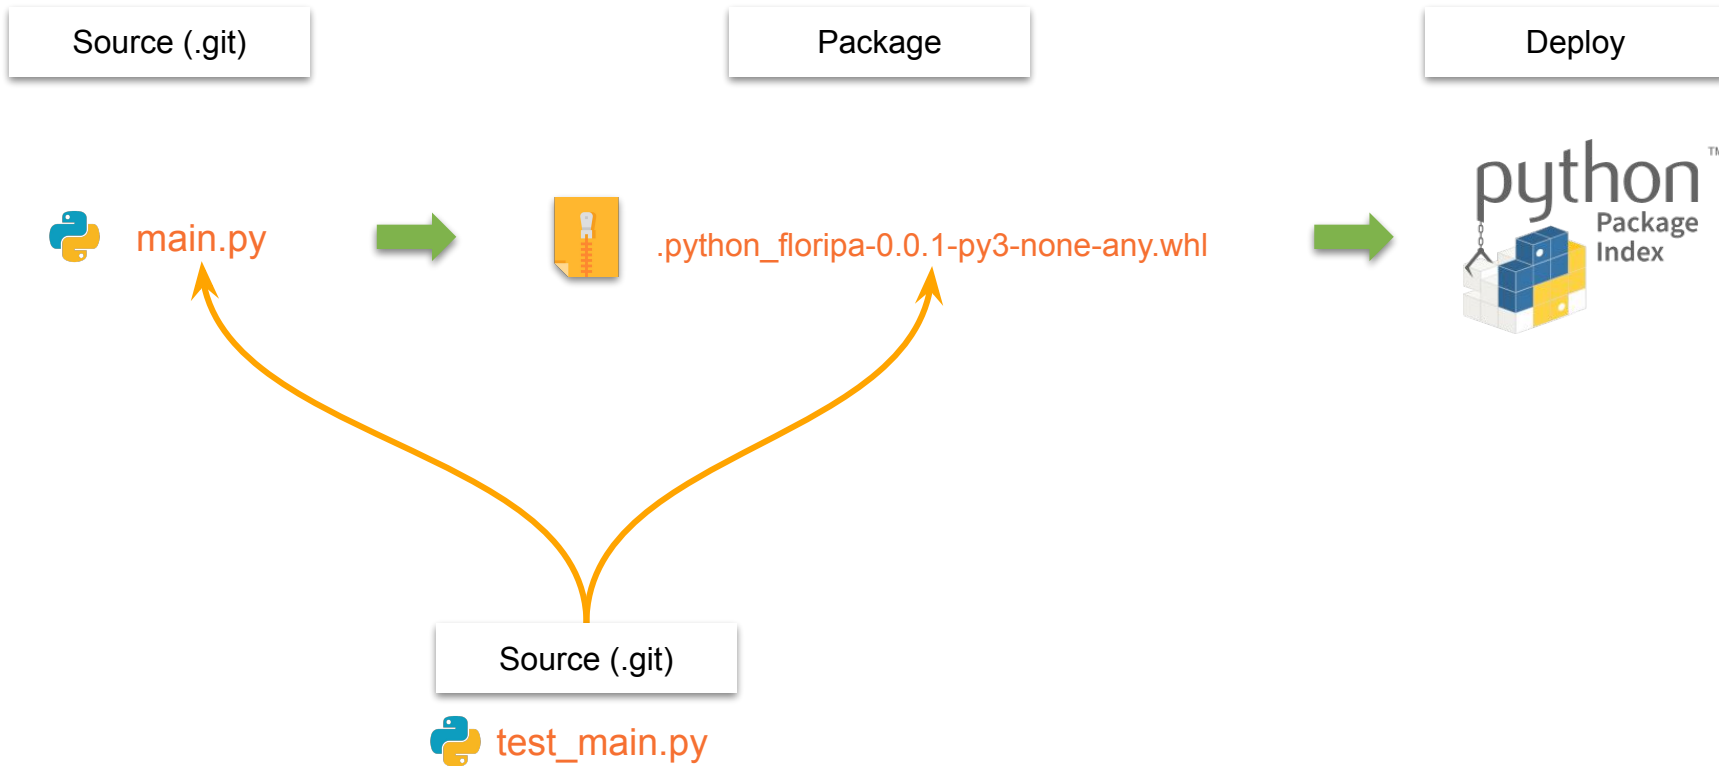 Source (.git)
Package
Deploy
main.py
.python_floripa-0.0.1-py3-none-any.whl
python ™
Package
Index
Source (.git)
test_main.py